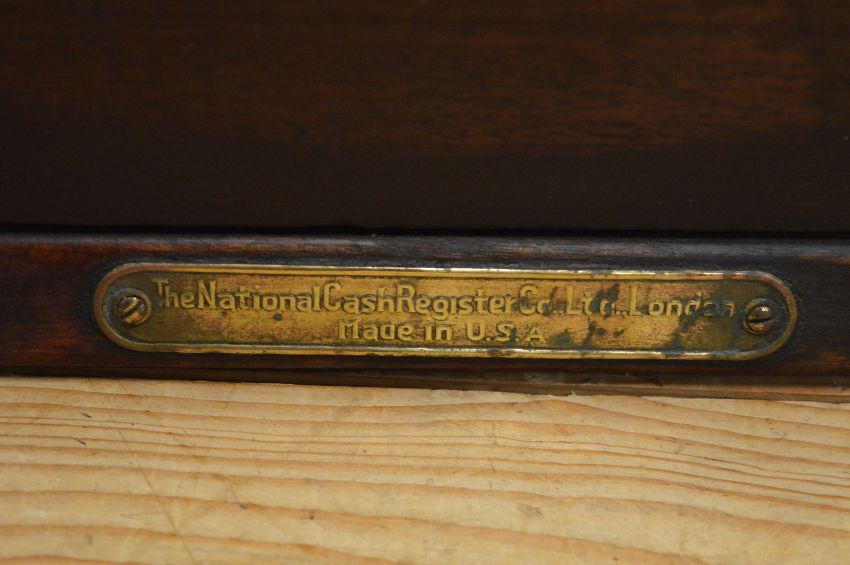 The National Cash Register Co. Ltd. London
Made in U.S.A